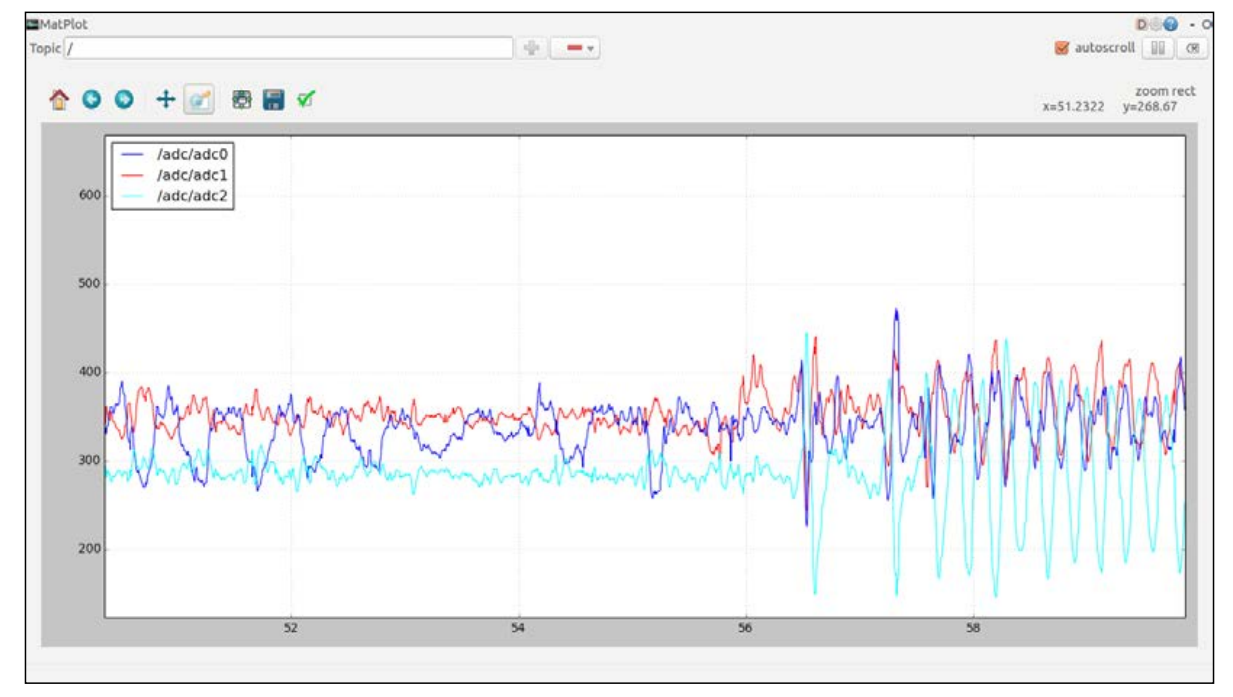 MatPlot D - O
Topic / autoscroll
zoom rect
x=51.2322 y=268.67
/adc/adc0
/adc/adc1
/adc/adc2
600
500
400
300
200
52 54 56 58